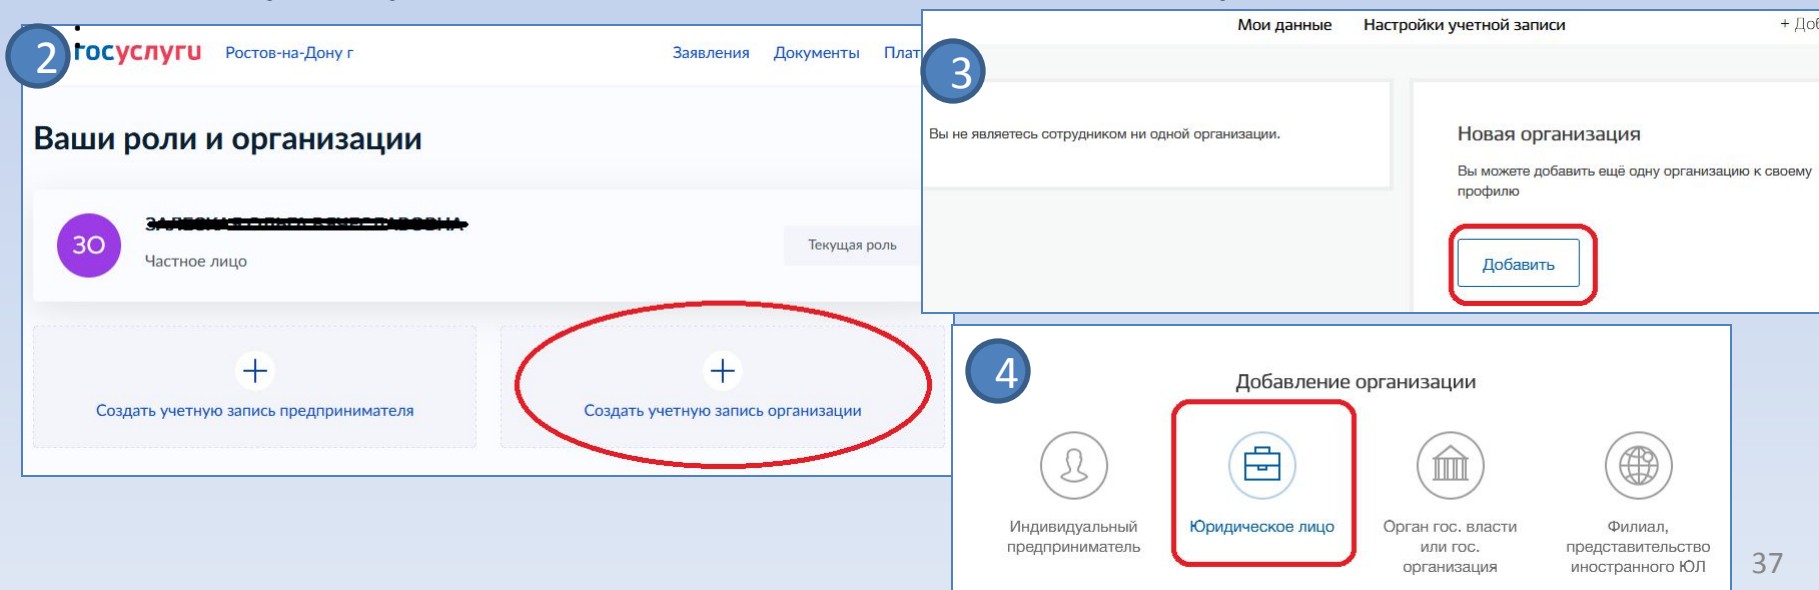 2
госуслуги Ростов-на-Дону г Заявления Документы Плат
Ваши роли и организации
ЗО
Частное лицо
Текущая роль
+
Создать учетную запись предпринимателя
+
Создать учетную запись организации
3
Мои данные Настройки учетной записи + Доб
Вы не являетесь сотрудником ни одной организации.
Новая организация
Вы можете добавить ещё одну организацию к своему
профилю
Добавить
4
Добавление организации
Индивидуальный
предприниматель
Юридическое лицо
Орган гос. власти
или гос.
организация
Филиал,
представительство
иностранного ЮЛ
37